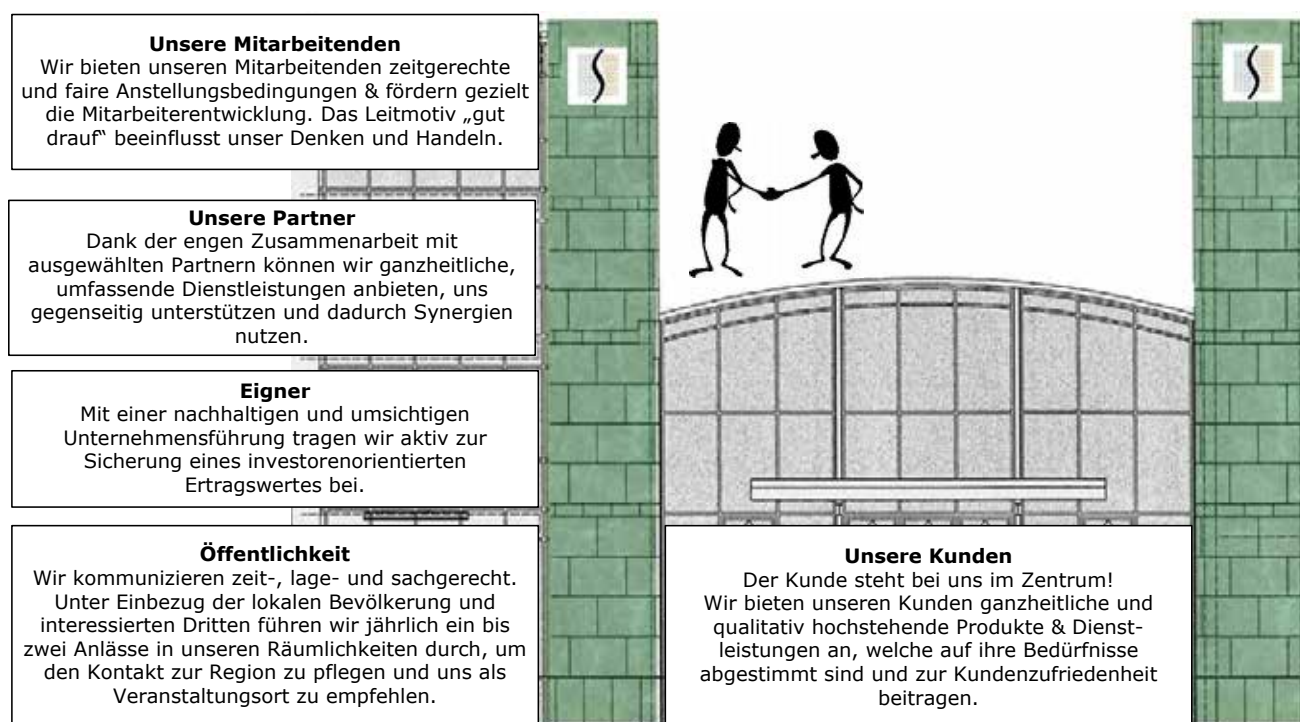 Unsere Mitarbeitenden
Wir bieten unseren Mitarbeitenden zeitgerechte
und faire Anstellungsbedingungen & fördern gezielt
die Mitarbeiterentwicklung. Das Leitmotiv „gut
drauf“ beeinflusst unser Denken und Handeln.
Unsere Partner
Dank der engen Zusammenarbeit mit
ausgewählten Partnern können wir ganzheitliche,
umfassende Dienstleistungen anbieten, uns
gegenseitig unterstützen und dadurch Synergien
nutzen.
Eigner
Mit einer nachhaltigen und umsichtigen
Unternehmensführung tragen wir aktiv zur
Sicherung eines investorenorientierten
Ertragswertes bei.
Öffentlichkeit
Wir kommunizieren zeit-, lage- und sachgerecht.
Unter Einbezug der lokalen Bevölkerung und
interessierten Dritten führen wir jährlich ein bis
zwei Anlässe in unseren Räumlichkeiten durch, um
den Kontakt zur Region zu pflegen und uns als
Veranstaltungsort zu empfehlen.
Unsere Kunden
Der Kunde steht bei uns im Zentrum!
Wir bieten unseren Kunden ganzheitliche und
qualitativ hochstehende Produkte & Dienst-
leistungen an, welche auf ihre Bedürfnisse
abgestimmt sind und zur Kundenzufriedenheit
beitragen.